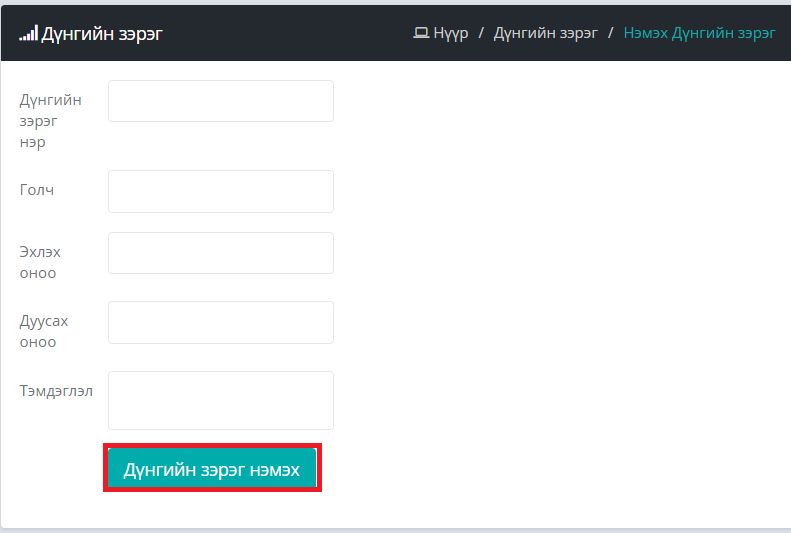 Дүнгийн зэрэг
Нүүр / Дүнгийн зэрэг / Нэмэх Дүнгийн зэрэг
Дүнгийн
зэрэг
нэр
Голч
Эхлэх
оноо
Дуусах
оноо
Тэмдэглэл
Дүнгийн зэрэг нэмэх